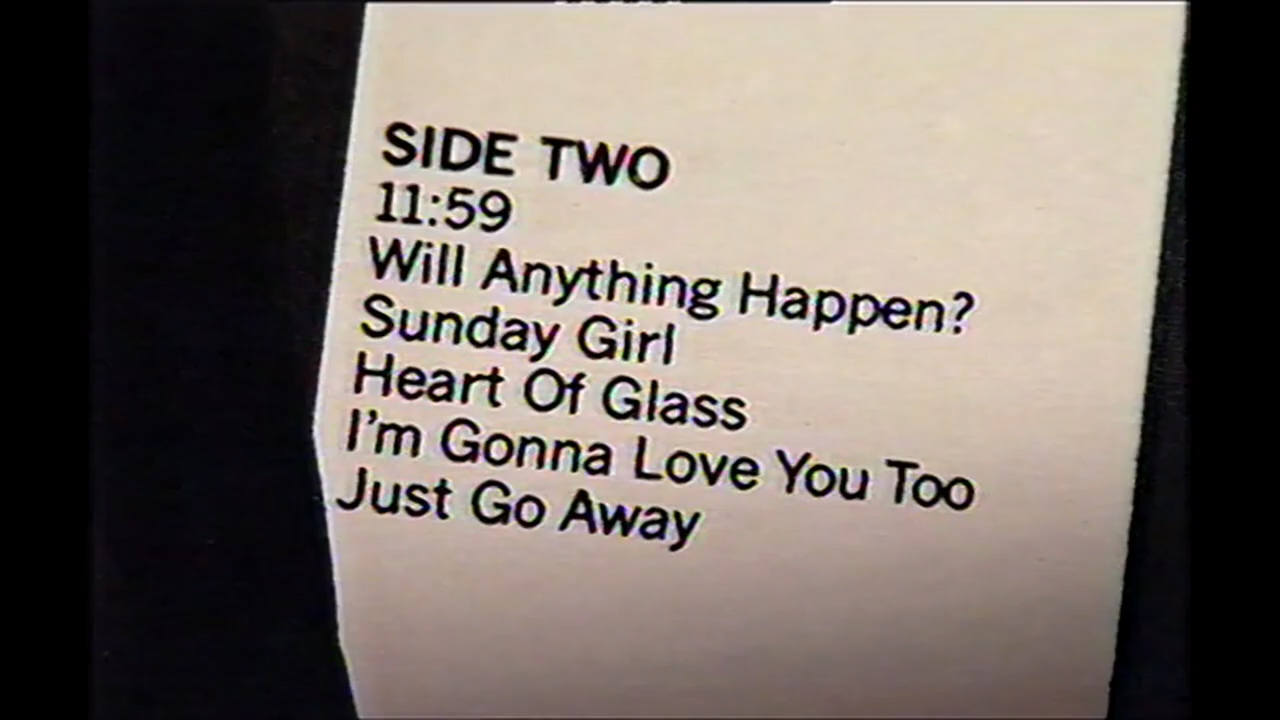 SIDE TWO
11:59
Will Anything Happen?
Sunday Girl
Heart Of Glass
I'm Gonna Love You Too
Just Go Away